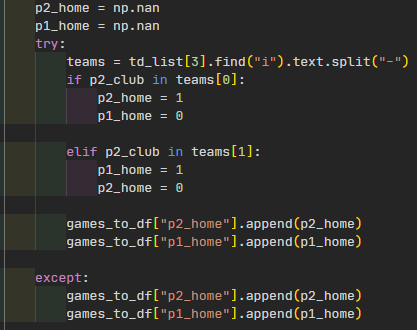 p2_home = np.nan
p1_home = np.nan
try:
    teams = td_list[3].find("i").text.split("-")
    if p2_club in teams[0]:
        p2_home = 1
        p1_home = 0

    elif p2_club in teams[1]:
        p1_home = 1
        p2_home = 0

    games_to_df["p2_home"].append(p2_home)
    games_to_df["p1_home"].append(p1_home)

except:
    games_to_df["p2_home"].append(p2_home)
    games_to_df["p1_home"].append(p1_home)